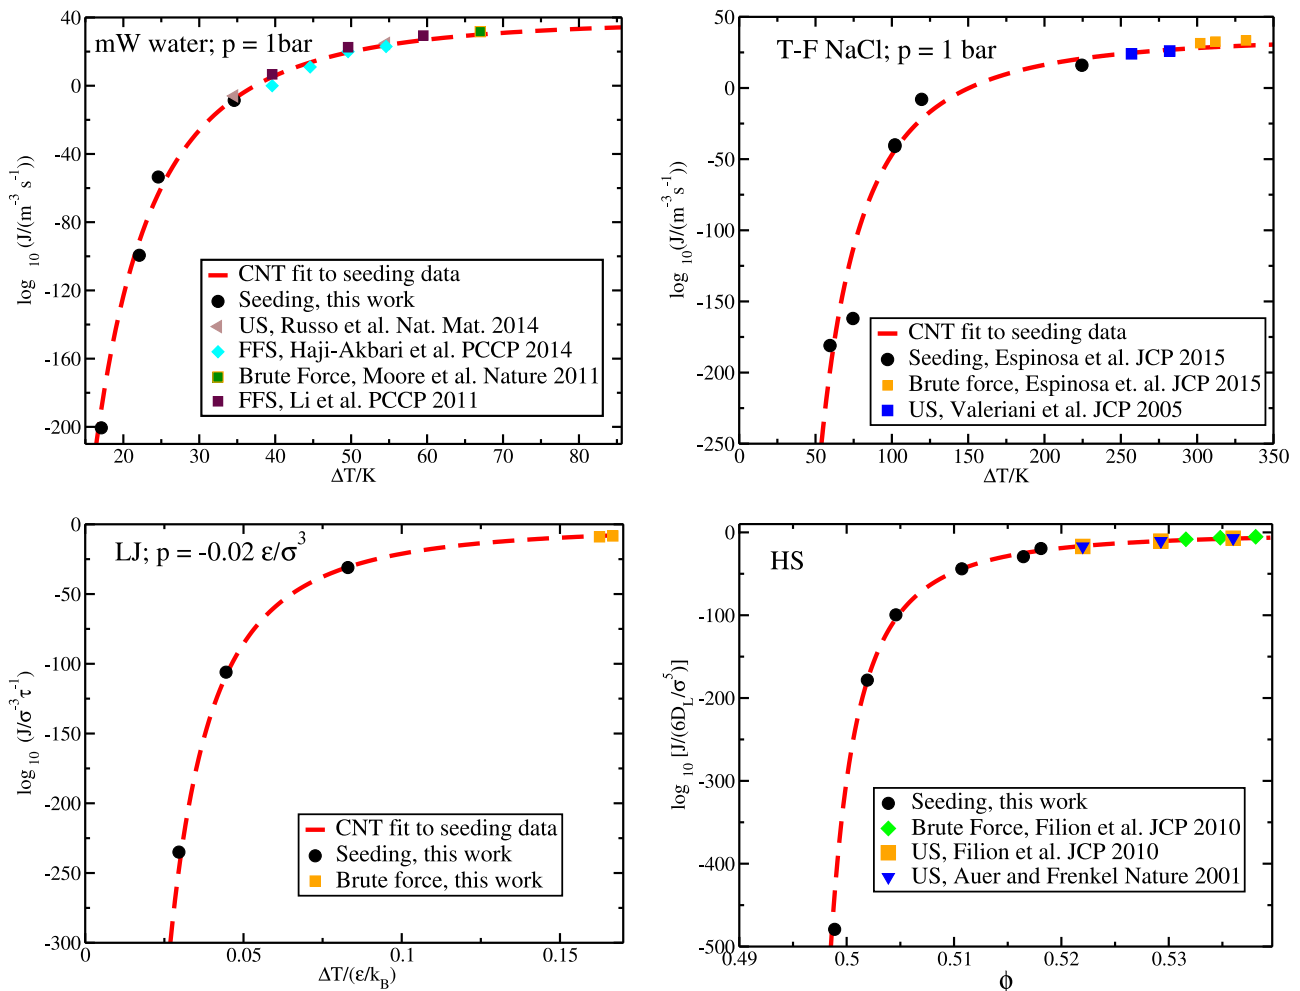 mW water; p = 1bar
log 10 (J/(m⁻³ s⁻¹))
40
0
-40
-80
-120
-160
-200
CNT fit to seeding data
Seeding, this work
US, Russo et al. Nat. Mat. 2014
FFS, Haji-Akbari et al. PCCP 2014
Brute Force, Moore et al. Nature 2011
FFS, Li et al. PCCP 2011
20 30 40 50 60 70 80
ΔT/K
T-F NaCl; p = 1 bar
log 10 (J/(m⁻³ s⁻¹))
50
0
-50
-100
-150
-200
-250
CNT fit to seeding data
Seeding, Espinosa et al. JCP 2015
Brute force, Espinosa et. al. JCP 2015
US, Valeriani et al. JCP 2005
0 50 100 150 200 250 300 350
ΔT/K
LJ; p = -0.02 ε/σ³
log 10 (J/σ⁻³τ⁻¹)
0
-50
-100
-150
-200
-250
-300
CNT fit to seeding data
Seeding, this work
Brute force, this work
0 0.05 0.1 0.15
ΔT/(ε/k_B)
HS
log 10 [J/(6D_L/σ⁵)]
0
-100
-200
-300
-400
-500
Seeding, this work
Brute Force, Filion et al. JCP 2010
US, Filion et al. JCP 2010
US, Auer and Frenkel Nature 2001
0.49 0.5 0.51 0.52 0.53
ϕ